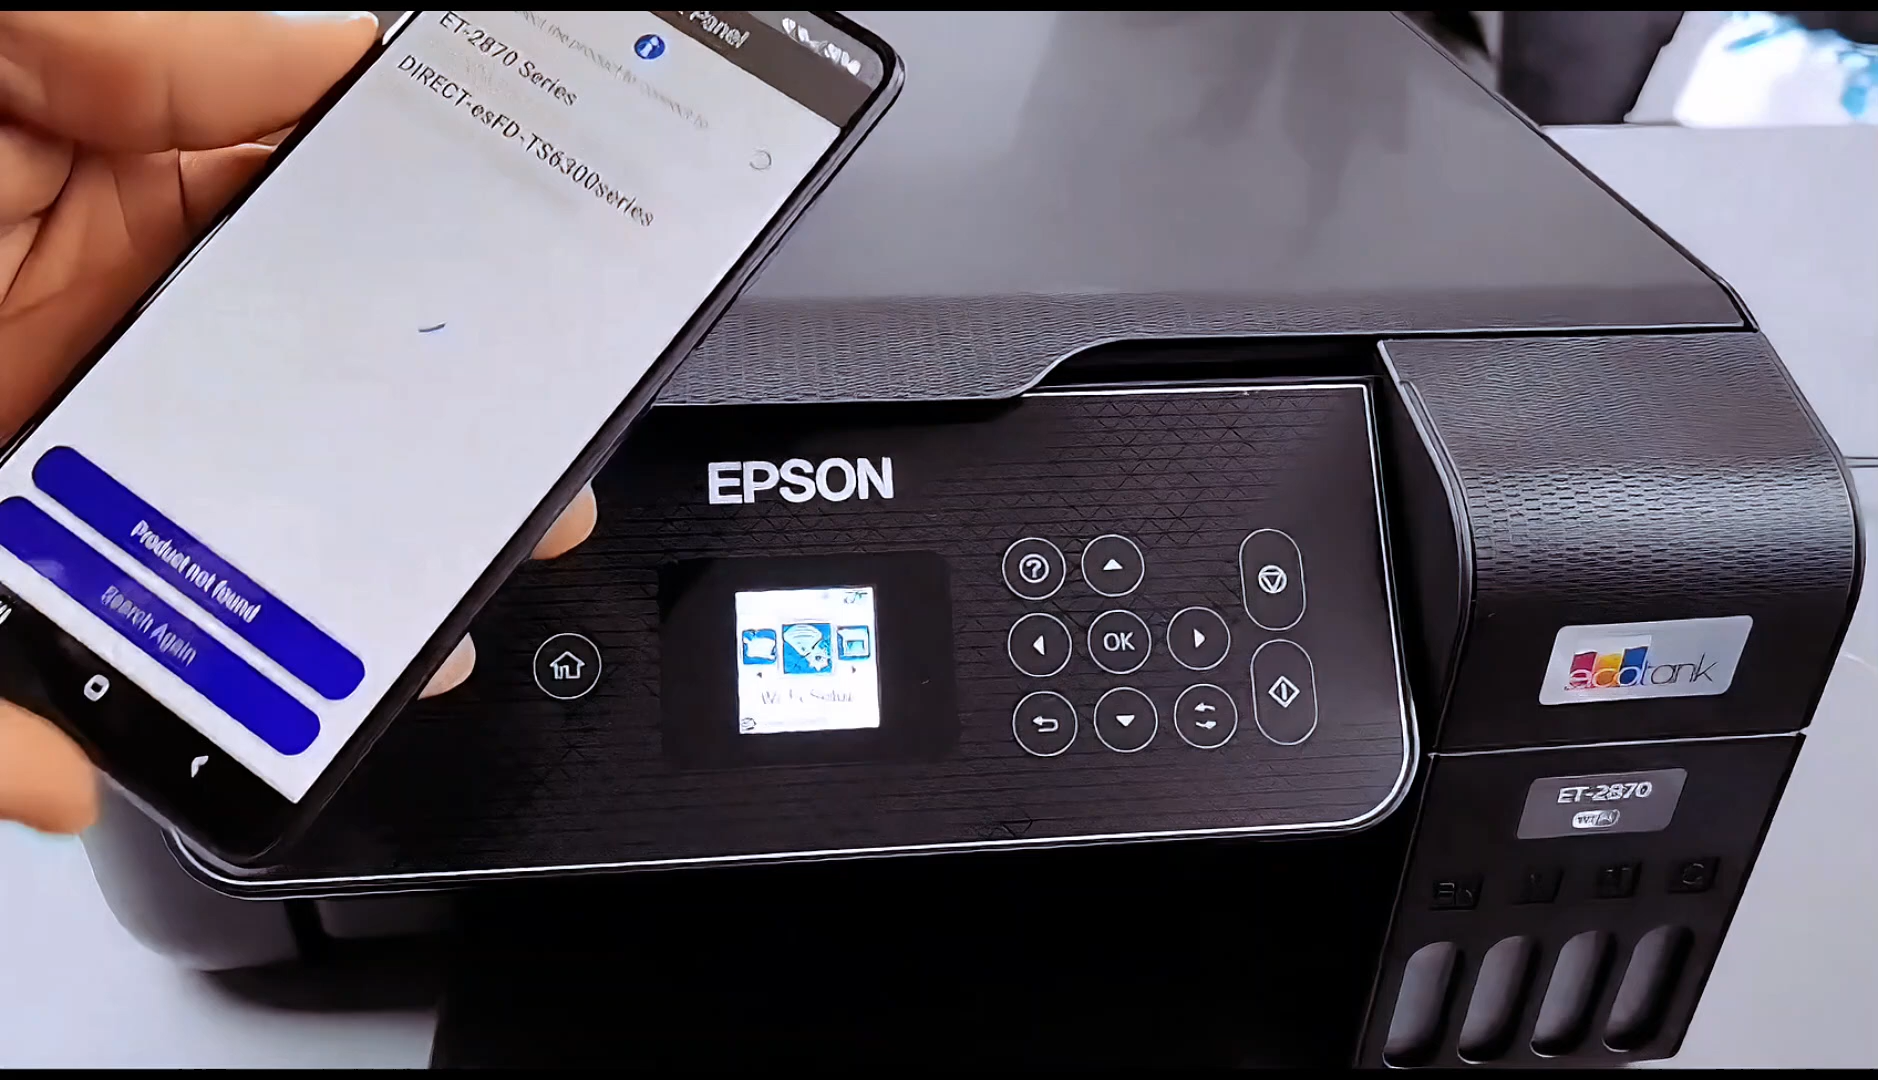 Panel
ET-2870 Series
DIRECT-esFD-TS6300series
Product not found
Search Again
EPSON
OK
ecotank
ET-2870